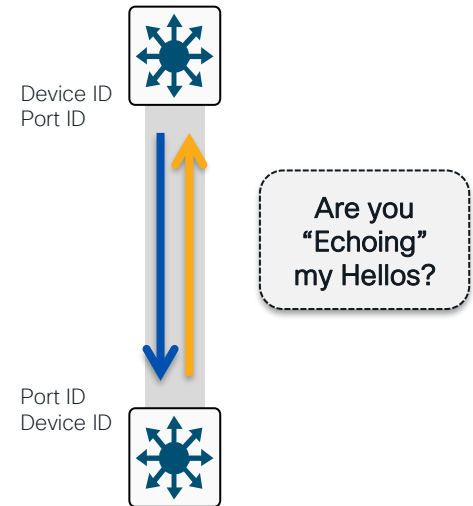 Device ID
Port ID
Are you
“Echoing”
my Hellos?
Port ID
Device ID